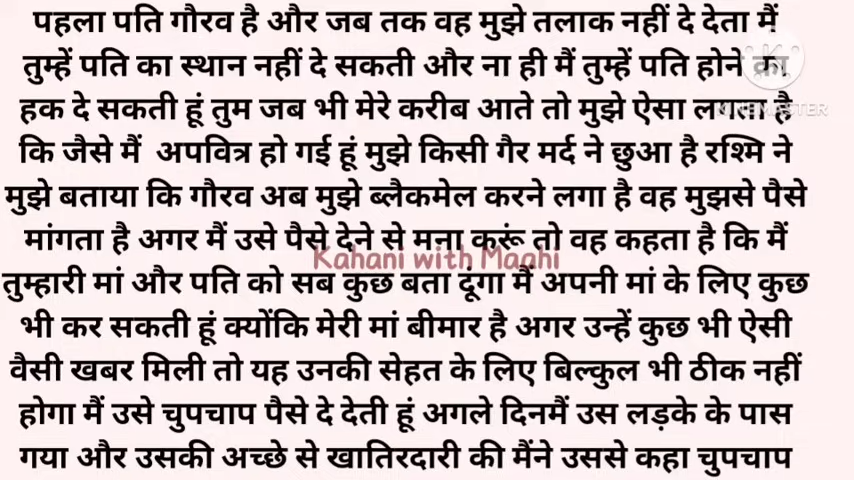 पहला पति गौरव है और जब तक वह मुझे तलाक नहीं दे देता मैं
तुम्हें पति का स्थान नहीं दे सकती और ना ही मैं तुम्हें पति होने का
हक दे सकती हूं तुम जब भी मेरे करीब आते तो मुझे ऐसा लगता है
KINEMASTER
कि जैसे मैं अपवित्र हो गई हूं मुझे किसी गैर मर्द ने छुआ है रश्मि ने
मुझे बताया कि गौरव अब मुझे ब्लैकमेल करने लगा है वह मुझसे पैसे
मांगता है अगर मैं उसे पैसे देने से मना करूं तो वह कहता है कि मैं
Kahani with Maahi
तुम्हारी मां और पति को सब कुछ बता दूंगा मैं अपनी मां के लिए कुछ
भी कर सकती हूं क्योंकि मेरी मां बीमार है अगर उन्हें कुछ भी ऐसी
वैसी खबर मिली तो यह उनकी सेहत के लिए बिल्कुल भी ठीक नहीं
होगा मैं उसे चुपचाप पैसे दे देती हूं अगले दिनमैं उस लड़के के पास
गया और उसकी अच्छे से खातिरदारी की मैंने उससे कहा चुपचाप